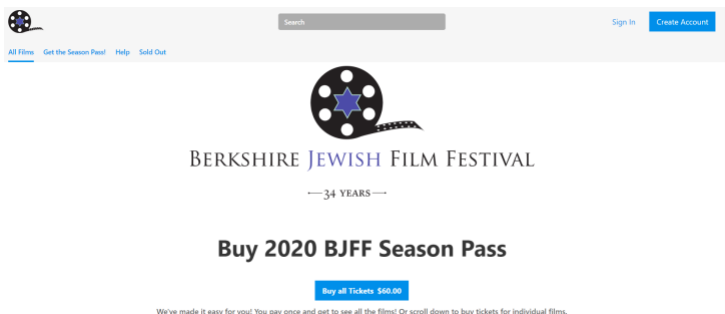 Search
Sign In
Create Account
All Films
Get the Season Pass!
Help
Sold Out
BERKSHIRE JEWISH FILM FESTIVAL
34 YEARS
Buy 2020 BJFF Season Pass
Buy all Tickets $60.00
We've made it easy for you! You pay once and get to see all the films! Or scroll down to buy tickets for individual films.